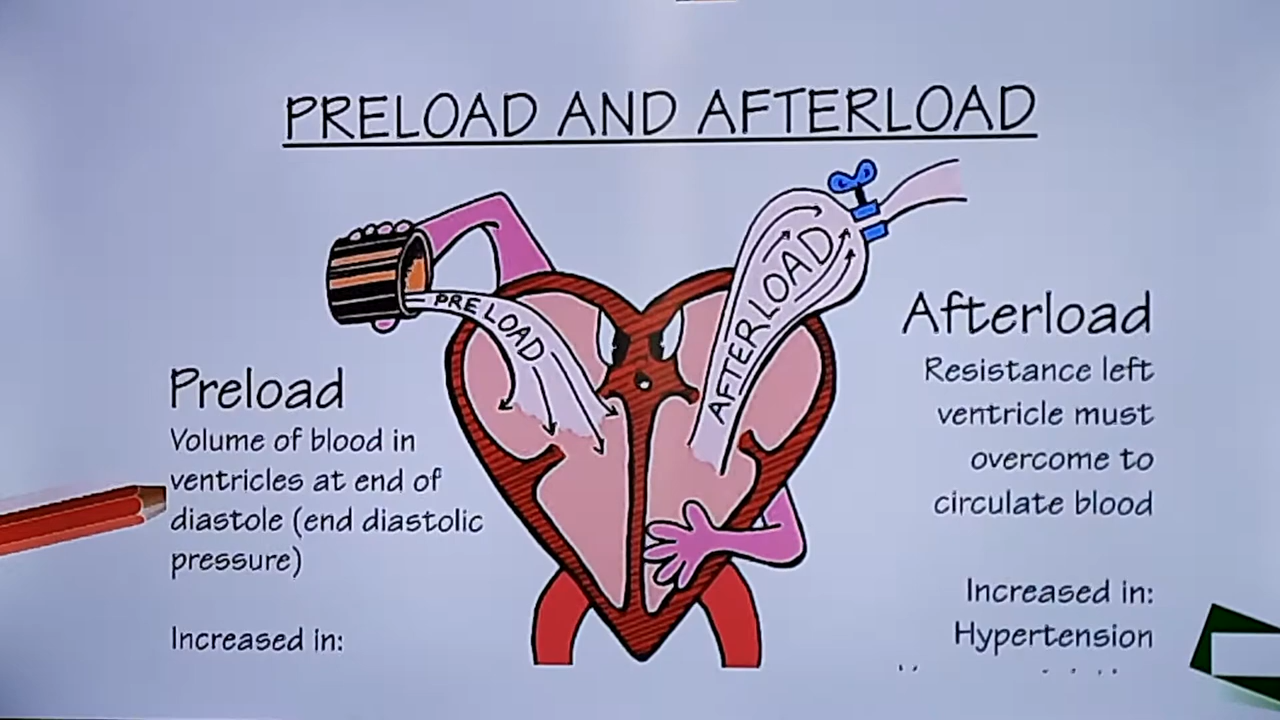 PRELOAD AND AFTERLOAD
PRELOAD
AFTERLOAD
Preload
Volume of blood in
ventricles at end of
diastole (end diastolic
pressure)
Increased in:
Afterload
Resistance left
ventricle must
overcome to
circulate blood
Increased in:
Hypertension